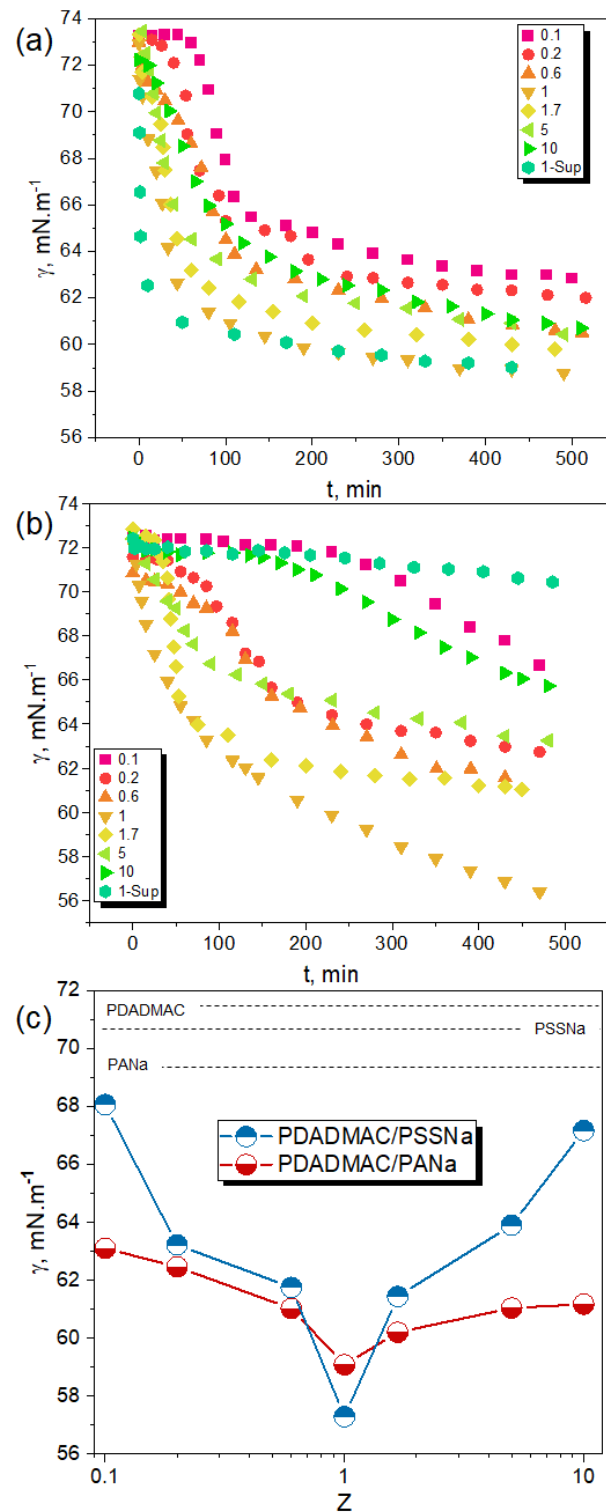 (a)
74
72
70
68
66
64
62
60
58
56
γ, mN.m⁻¹
0.1
0.2
0.6
1
1.7
5
10
1-Sup
0 100 200 300 400 500
t, min
(b)
74
72
70
68
66
64
62
60
58
56
γ, mN.m⁻¹
0.1
0.2
0.6
1
1.7
5
10
1-Sup
0 100 200 300 400 500
t, min
(c)
72
70
68
66
64
62
60
58
56
γ, mN.m⁻¹
PDADMAC
PSSNa
PANa
PDADMAC/PSSNa
PDADMAC/PANa
0.1 1 10
Z